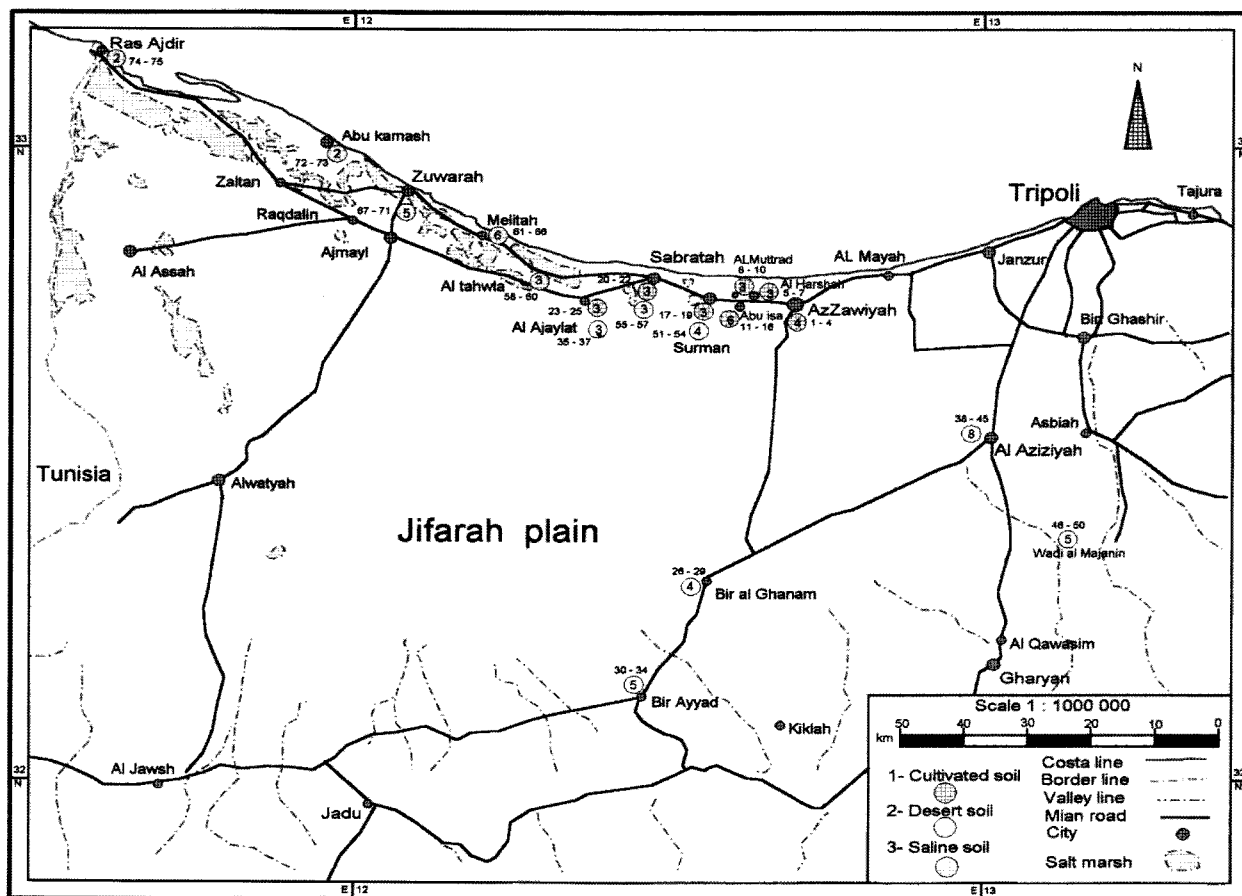 E 12
E 13
Ras Ajdir
2
74 - 75
N
33
N
Abu kamash
72 - 73
2
Zaltan
Zuwarah
Tripoli
Tajura
Raqdalin
67 - 71
5
Melitah
6
61 - 66
Ajmayl
Al Assah
Sabratah
ALMuttrad
6 - 10
AL Mayah
Janzur
Al tahwia
3
58 - 60
20 - 22
3
3
Al Harshah
3
5 - 7
23 - 25
3
55 - 57
3
17 - 19
3
Abu isa
6
11 - 16
AzZawiyah
4
1 - 4
Al Ajaylat
3
35 - 37
51 - 54
4
Surman
Bin Ghashir
38 - 45
8
Al Aziziyah
Asbiah
Tunisia
Alwatyah
Jifarah plain
46 - 50
5
Wadi al Majanin
26 - 29
4
Bir al Ghanam
Al Qawasim
Gharyan
30 - 34
5
Bir Ayyad
Kiklah
Al Jawsh
Jadu
32
N
32
N
Scale 1 : 1000 000
50 40 30 20 10 0
km
1- Cultivated soil
2- Desert soil
3- Saline soil
Costa line
Border line
Valley line
Mian road
City
Salt marsh
E 12
E 13